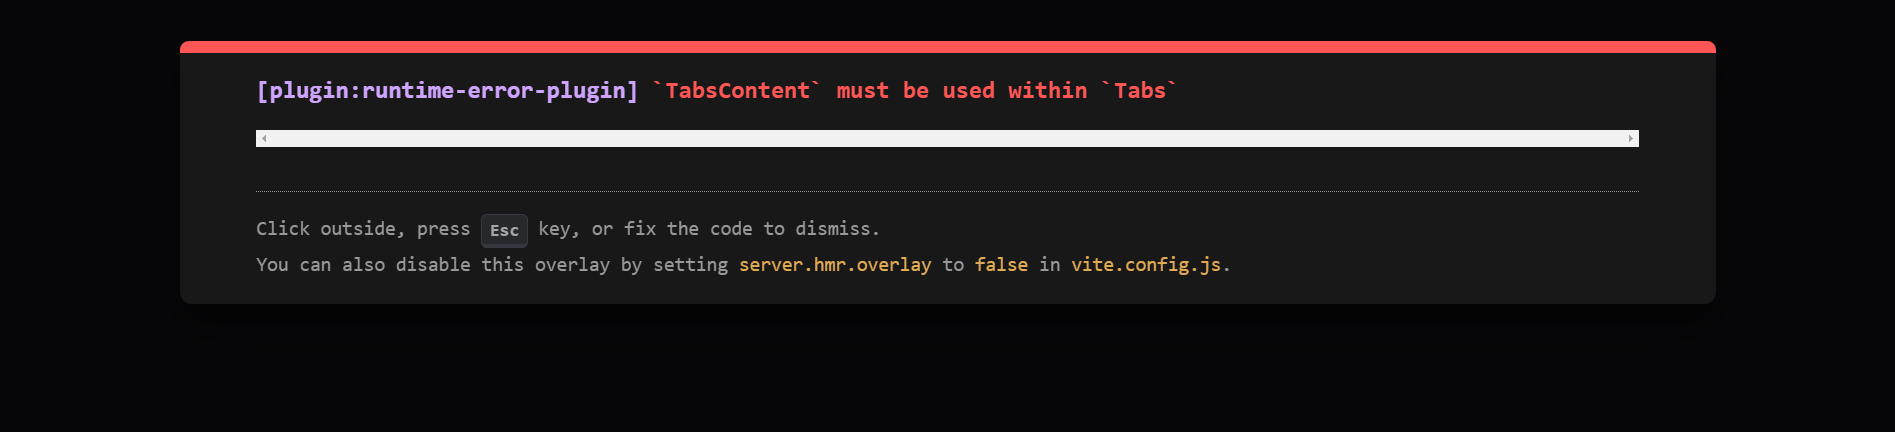 [plugin:runtime-error-plugin] `TabsContent` must be used within `Tabs`
Click outside, press Esc key, or fix the code to dismiss.
You can also disable this overlay by setting server.hmr.overlay to false in vite.config.js.